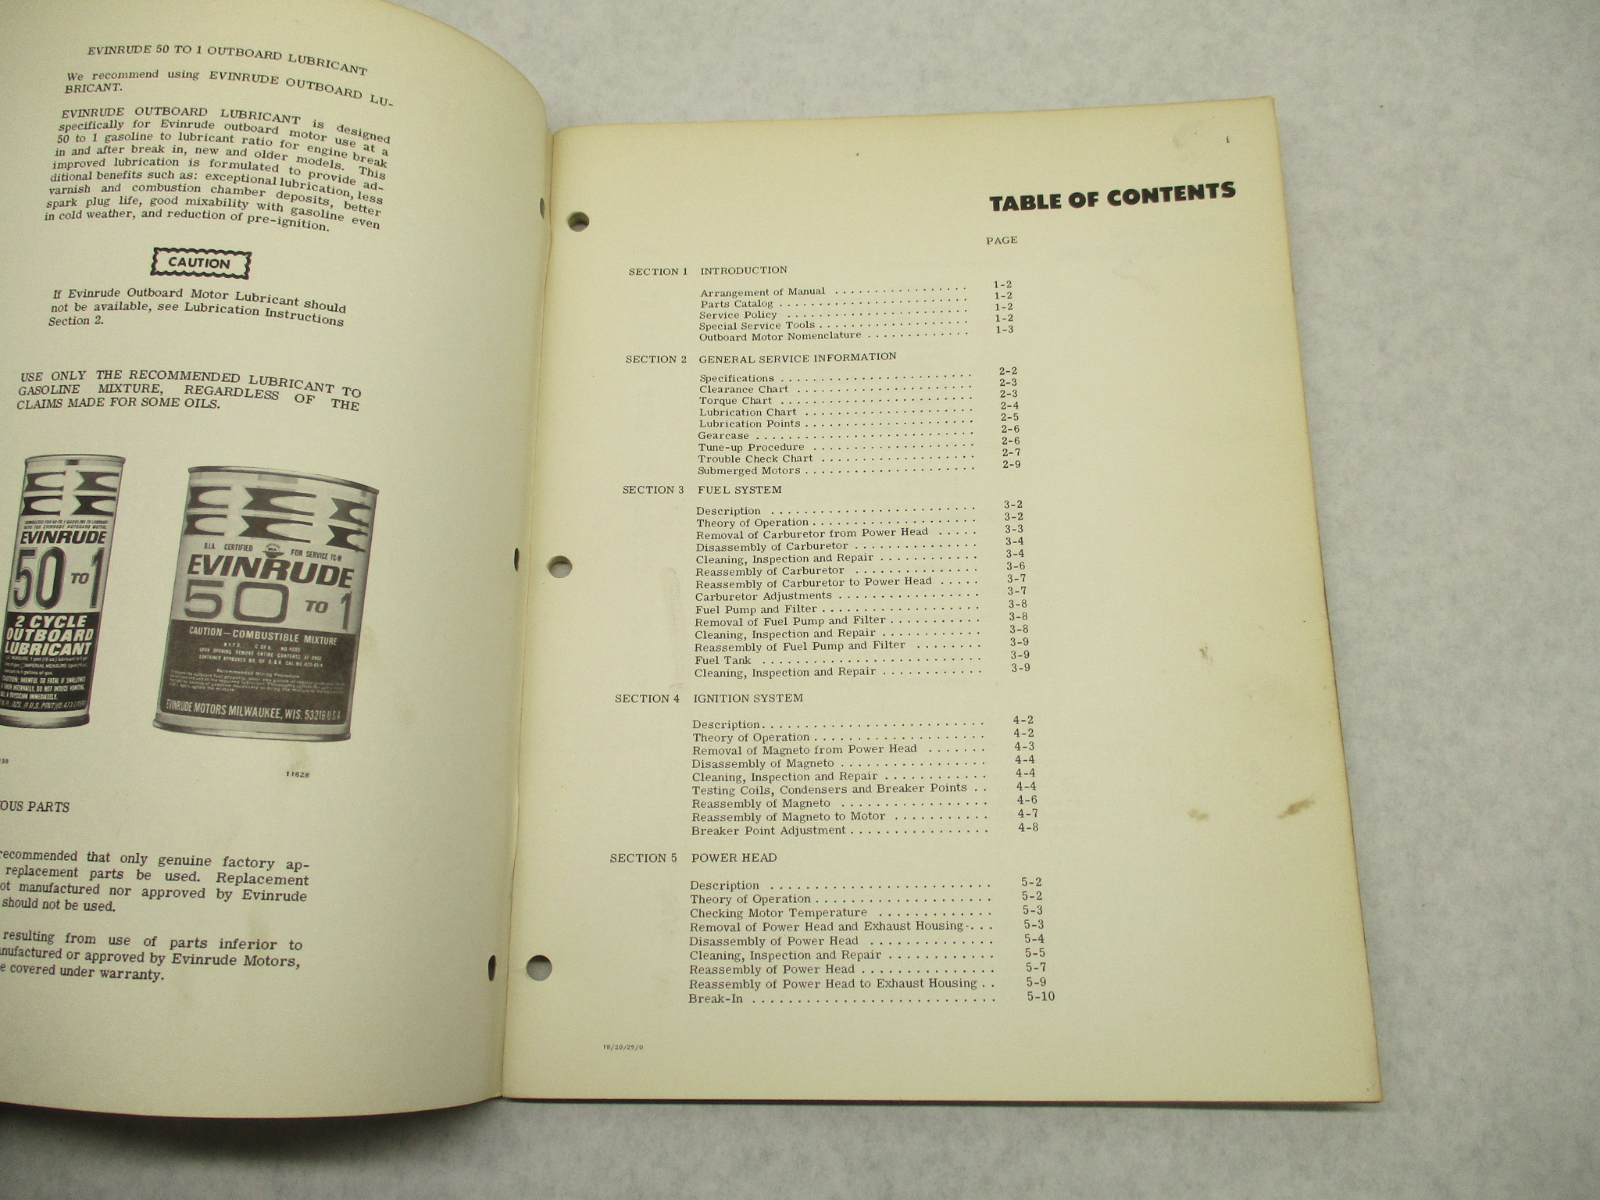 EVINRUDE 50 TO 1 OUTBOARD LUBRICANT
We recommend using EVINRUDE OUTBOARD LU-
BRICANT.
EVINRUDE OUTBOARD LUBRICANT is designed
specifically for Evinrude outboard motor use at a
50 to 1 gasoline to lubricant ratio for engine break
in and after break in, new and older models. This
improved lubrication is formulated to provide ad-
ditional benefits such as: exceptional lubrication, less
varnish and combustion chamber deposits, better
spark plug life, good mixability with gasoline even
in cold weather, and reduction of pre-ignition.
CAUTION
If Evinrude Outboard Motor Lubricant should
not be available, see Lubrication Instructions
Section 2.
USE ONLY THE RECOMMENDED LUBRICANT TO
GASOLINE MIXTURE, REGARDLESS OF THE
CLAIMS MADE FOR SOME OILS.
EVINRUDE
50 TO 1
2 CYCLE
OUTBOARD
LUBRICANT
B.I.A. CERTIFIED FOR SERVICE TC-W
EVINRUDE
50 TO 1
CAUTION—COMBUSTIBLE MIXTURE
EVINRUDE MOTORS MILWAUKEE, WIS. 53216 U.S.A.
11628
OUS PARTS
recommended that only genuine factory ap-
replacement parts be used. Replacement
ot manufactured nor approved by Evinrude
should not be used.
resulting from use of parts inferior to
nufactured or approved by Evinrude Motors,
e covered under warranty.
i
TABLE OF CONTENTS
PAGE
SECTION 1 INTRODUCTION
Arrangement of Manual . . . . . . . . . . . . . . . . . 1-2
Parts Catalog . . . . . . . . . . . . . . . . . . . . . . . . 1-2
Service Policy . . . . . . . . . . . . . . . . . . . . . . . 1-2
Special Service Tools . . . . . . . . . . . . . . . . . . . 1-2
Outboard Motor Nomenclature . . . . . . . . . . . . . 1-3
SECTION 2 GENERAL SERVICE INFORMATION
Specifications . . . . . . . . . . . . . . . . . . . . . . . . 2-2
Clearance Chart . . . . . . . . . . . . . . . . . . . . . . 2-3
Torque Chart . . . . . . . . . . . . . . . . . . . . . . . . 2-3
Lubrication Chart . . . . . . . . . . . . . . . . . . . . . 2-4
Lubrication Points . . . . . . . . . . . . . . . . . . . . . 2-5
Gearcase . . . . . . . . . . . . . . . . . . . . . . . . . . . 2-6
Tune-up Procedure . . . . . . . . . . . . . . . . . . . . 2-6
Trouble Check Chart . . . . . . . . . . . . . . . . . . . 2-7
Submerged Motors . . . . . . . . . . . . . . . . . . . . . 2-9
SECTION 3 FUEL SYSTEM
Description . . . . . . . . . . . . . . . . . . . . . . . . . 3-2
Theory of Operation . . . . . . . . . . . . . . . . . . . . 3-2
Removal of Carburetor from Power Head . . . . . 3-3
Disassembly of Carburetor . . . . . . . . . . . . . . . 3-4
Cleaning, Inspection and Repair . . . . . . . . . . . . 3-4
Reassembly of Carburetor . . . . . . . . . . . . . . . 3-6
Reassembly of Carburetor to Power Head . . . . . 3-7
Carburetor Adjustments . . . . . . . . . . . . . . . . . 3-7
Fuel Pump and Filter . . . . . . . . . . . . . . . . . . . 3-8
Removal of Fuel Pump and Filter . . . . . . . . . . . 3-8
Cleaning, Inspection and Repair . . . . . . . . . . . . 3-8
Reassembly of Fuel Pump and Filter . . . . . . . . 3-9
Fuel Tank . . . . . . . . . . . . . . . . . . . . . . . . . . 3-9
Cleaning, Inspection and Repair . . . . . . . . . . . . 3-9
SECTION 4 IGNITION SYSTEM
Description . . . . . . . . . . . . . . . . . . . . . . . . . 4-2
Theory of Operation . . . . . . . . . . . . . . . . . . . . 4-2
Removal of Magneto from Power Head . . . . . . . 4-3
Disassembly of Magneto . . . . . . . . . . . . . . . . . 4-4
Cleaning, Inspection and Repair . . . . . . . . . . . . 4-4
Testing Coils, Condensers and Breaker Points . . 4-4
Reassembly of Magneto . . . . . . . . . . . . . . . . . 4-6
Reassembly of Magneto to Motor . . . . . . . . . . . 4-7
Breaker Point Adjustment . . . . . . . . . . . . . . . . 4-8
SECTION 5 POWER HEAD
Description . . . . . . . . . . . . . . . . . . . . . . . . . 5-2
Theory of Operation . . . . . . . . . . . . . . . . . . . . 5-2
Checking Motor Temperature . . . . . . . . . . . . . 5-3
Removal of Power Head and Exhaust Housing . . . 5-3
Disassembly of Power Head . . . . . . . . . . . . . . 5-4
Cleaning, Inspection and Repair . . . . . . . . . . . . 5-5
Reassembly of Power Head . . . . . . . . . . . . . . . 5-7
Reassembly of Power Head to Exhaust Housing . . 5-9
Break-In . . . . . . . . . . . . . . . . . . . . . . . . . . . 5-10
18/20/25/0